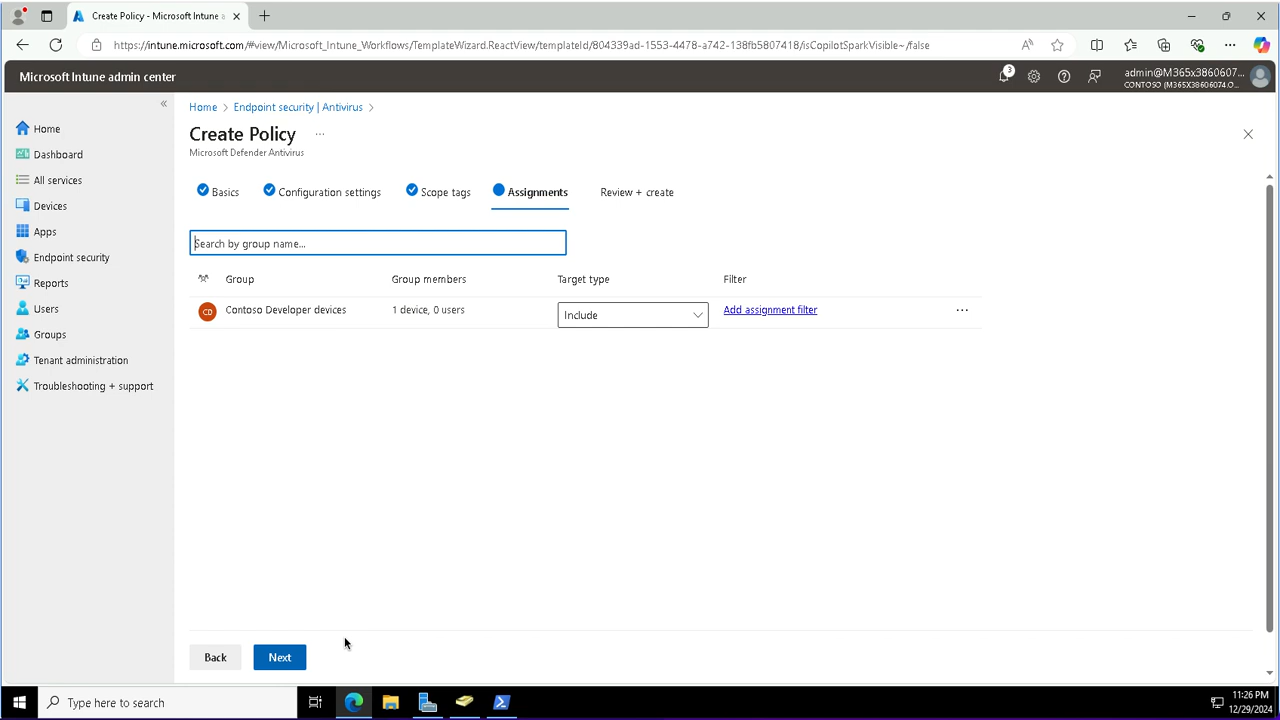 Create Policy - Microsoft Intune a
https://intune.microsoft.com/#view/Microsoft_Intune_Workflows/TemplateWizard.ReactView/templateId/804339ad-1553-4478-a742-138fb5807418/isCopilotSparkVisible~/false
Microsoft Intune admin center
3
admin@M365x3860607...
CONTOSO (M365X38606074.O...
Home
Dashboard
All services
Devices
Apps
Endpoint security
Reports
Users
Groups
Tenant administration
Troubleshooting + support
Home > Endpoint security | Antivirus >
Create Policy ...
Microsoft Defender Antivirus
Basics Configuration settings Scope tags Assignments Review + create
Search by group name...
Group Group members Target type Filter
CD Contoso Developer devices 1 device, 0 users Include Add assignment filter ...
Back Next
Type here to search
11:26 PM
12/29/2024